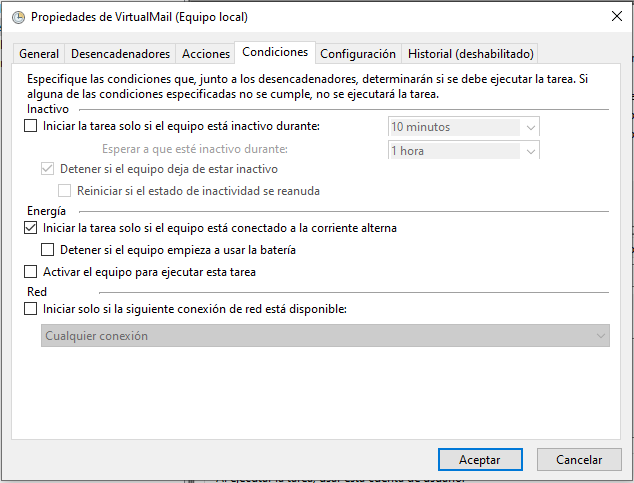 Propiedades de VirtualMail (Equipo local)
General Desencadenadores Acciones Condiciones Configuración Historial (deshabilitado)
Especifique las condiciones que, junto a los desencadenadores, determinarán si se debe ejecutar la tarea. Si
alguna de las condiciones especificadas no se cumple, no se ejecutará la tarea.
Inactivo
Iniciar la tarea solo si el equipo está inactivo durante: 10 minutos
Esperar a que esté inactivo durante: 1 hora
Detener si el equipo deja de estar inactivo
Reiniciar si el estado de inactividad se reanuda
Energía
Iniciar la tarea solo si el equipo está conectado a la corriente alterna
Detener si el equipo empieza a usar la batería
Activar el equipo para ejecutar esta tarea
Red
Iniciar solo si la siguiente conexión de red está disponible:
Cualquier conexión
Aceptar Cancelar